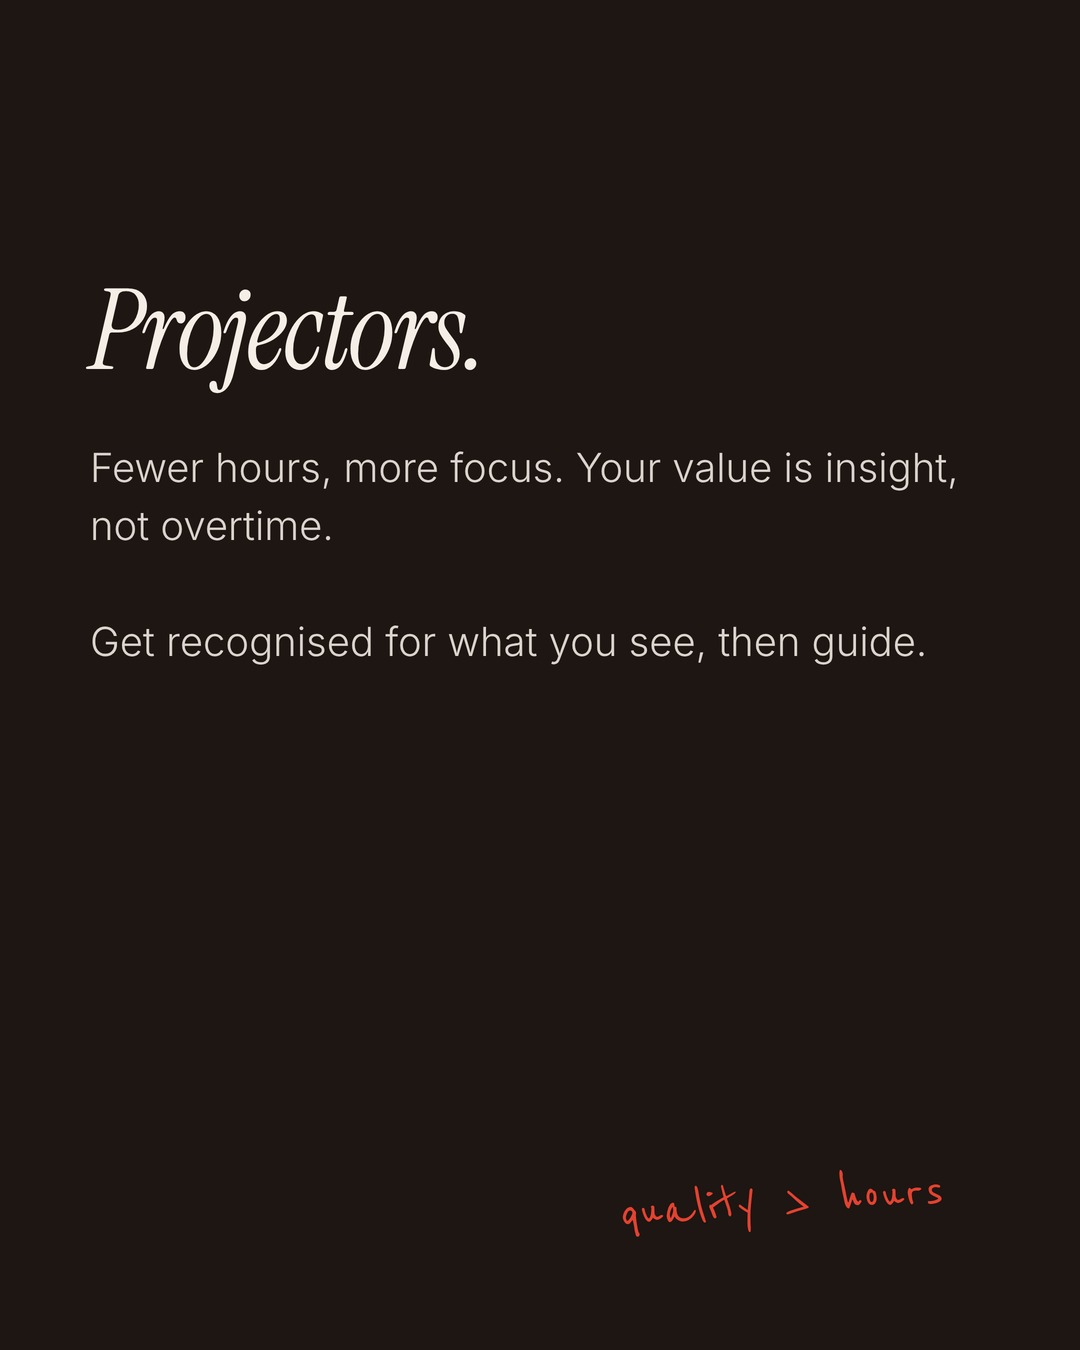 Projectors.
Fewer hours, more focus. Your value is insight,
not overtime.
Get recognised for what you see, then guide.
quality > hours